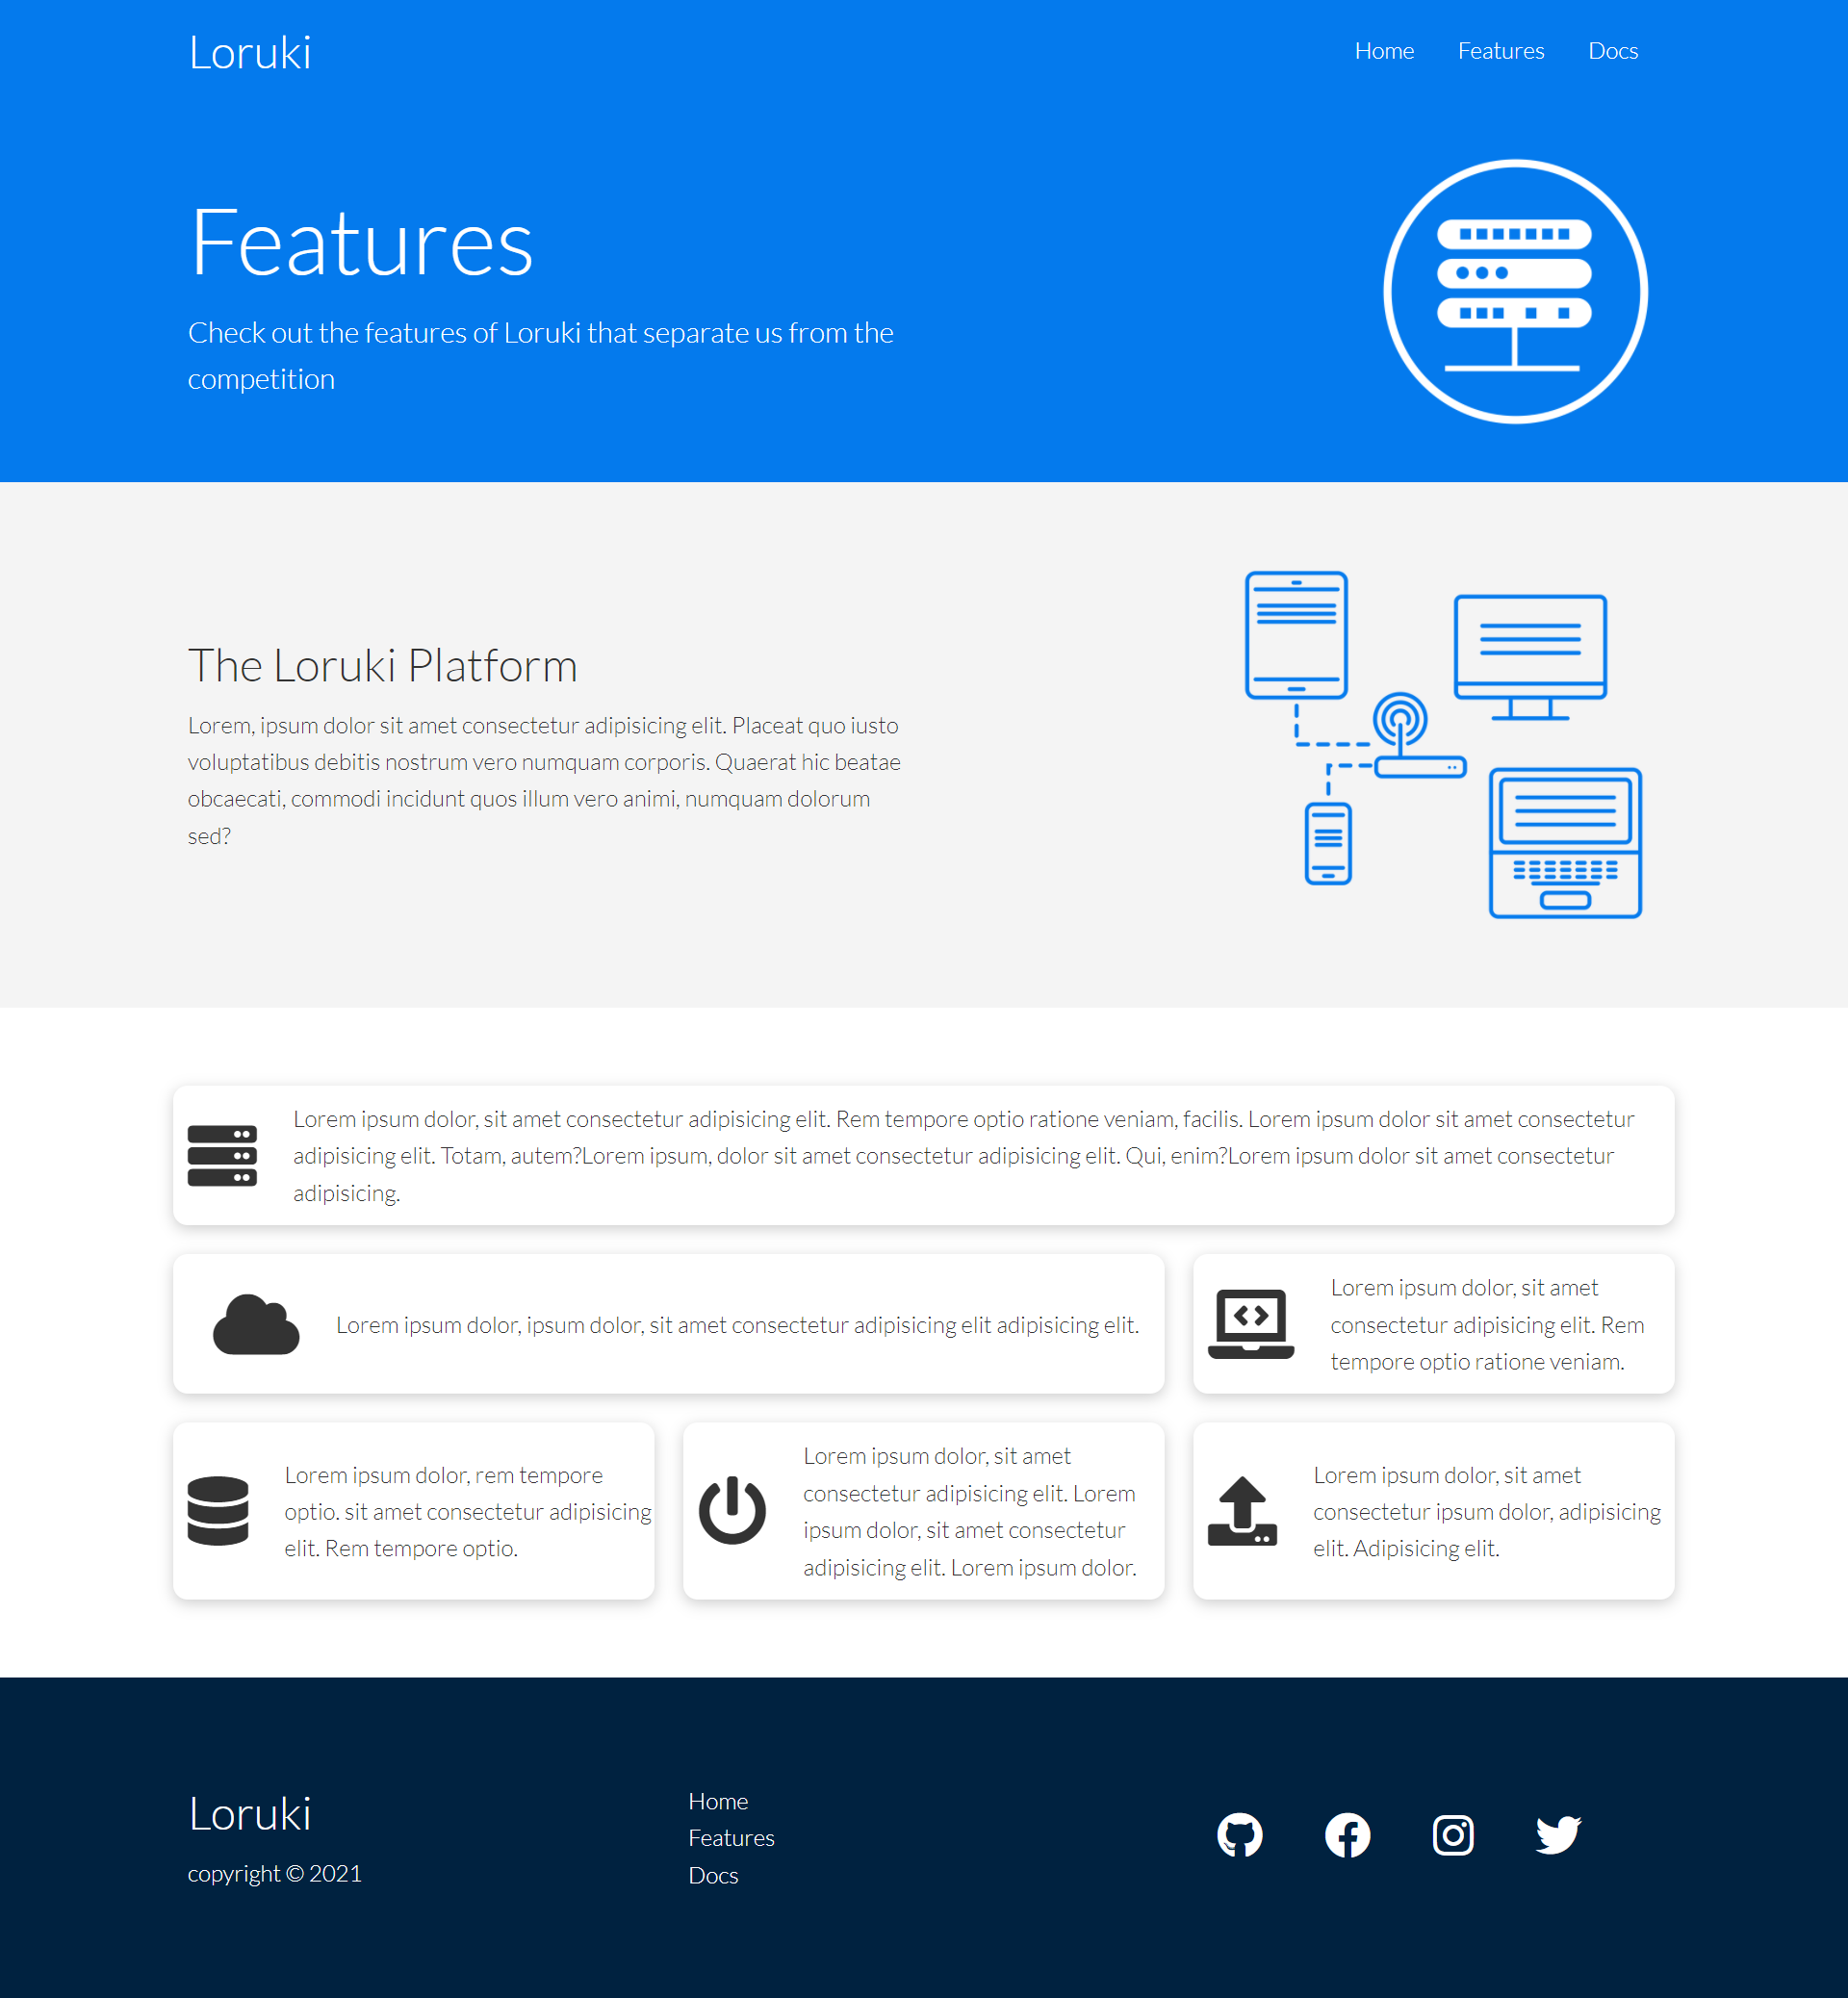 Loruki
Home Features Docs
Features
Check out the features of Loruki that separate us from the
competition
The Loruki Platform
Lorem, ipsum dolor sit amet consectetur adipisicing elit. Placeat quo iusto
voluptatibus debitis nostrum vero numquam corporis. Quaerat hic beatae
obcaecati, commodi incidunt quos illum vero animi, numquam dolorum
sed?
Lorem ipsum dolor, sit amet consectetur adipisicing elit. Rem tempore optio ratione veniam, facilis. Lorem ipsum dolor sit amet consectetur
adipisicing elit. Totam, autem?Lorem ipsum, dolor sit amet consectetur adipisicing elit. Qui, enim?Lorem ipsum dolor sit amet consectetur
adipisicing.
Lorem ipsum dolor, ipsum dolor, sit amet consectetur adipisicing elit adipisicing elit.
Lorem ipsum dolor, sit amet
consectetur adipisicing elit. Rem
tempore optio ratione veniam.
Lorem ipsum dolor, rem tempore
optio. sit amet consectetur adipisicing
elit. Rem tempore optio.
Lorem ipsum dolor, sit amet
consectetur adipisicing elit. Lorem
ipsum dolor, sit amet consectetur
adipisicing elit. Lorem ipsum dolor.
Lorem ipsum dolor, sit amet
consectetur ipsum dolor, adipisicing
elit. Adipisicing elit.
Loruki
copyright © 2021
Home
Features
Docs